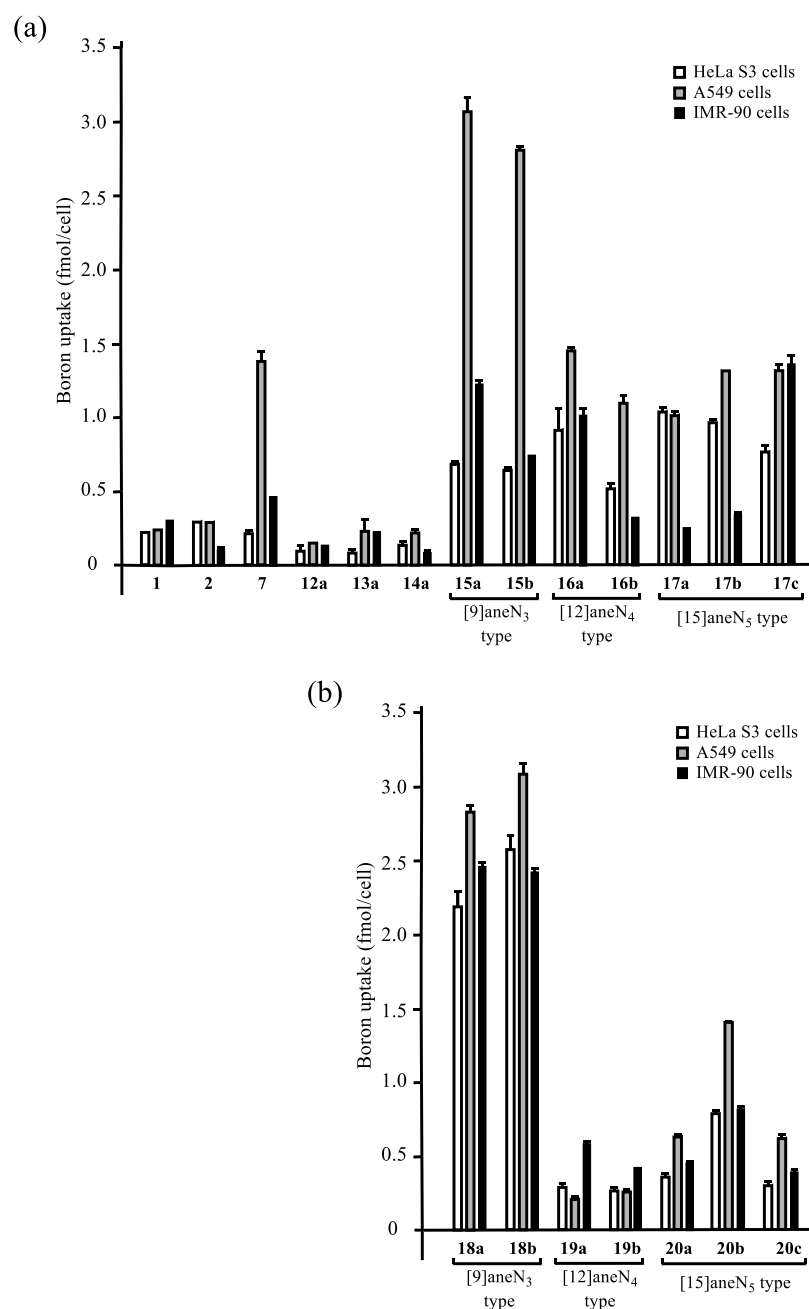 (a)
3.5
3.0
2.5
2.0
1.5
1.0
0.5
0
Boron uptake (fmol/cell)
HeLa S3 cells
A549 cells
IMR-90 cells
1 2 7 12a 13a 14a 15a 15b 16a 16b 17a 17b 17c
[9]aneN3 [12]aneN4 [15]aneN5 type
type type
(b)
3.5
3.0
2.5
2.0
1.5
1.0
0.5
0
Boron uptake (fmol/cell)
HeLa S3 cells
A549 cells
IMR-90 cells
18a 18b 19a 19b 20a 20b 20c
[9]aneN3 [12]aneN4 [15]aneN5 type
type type